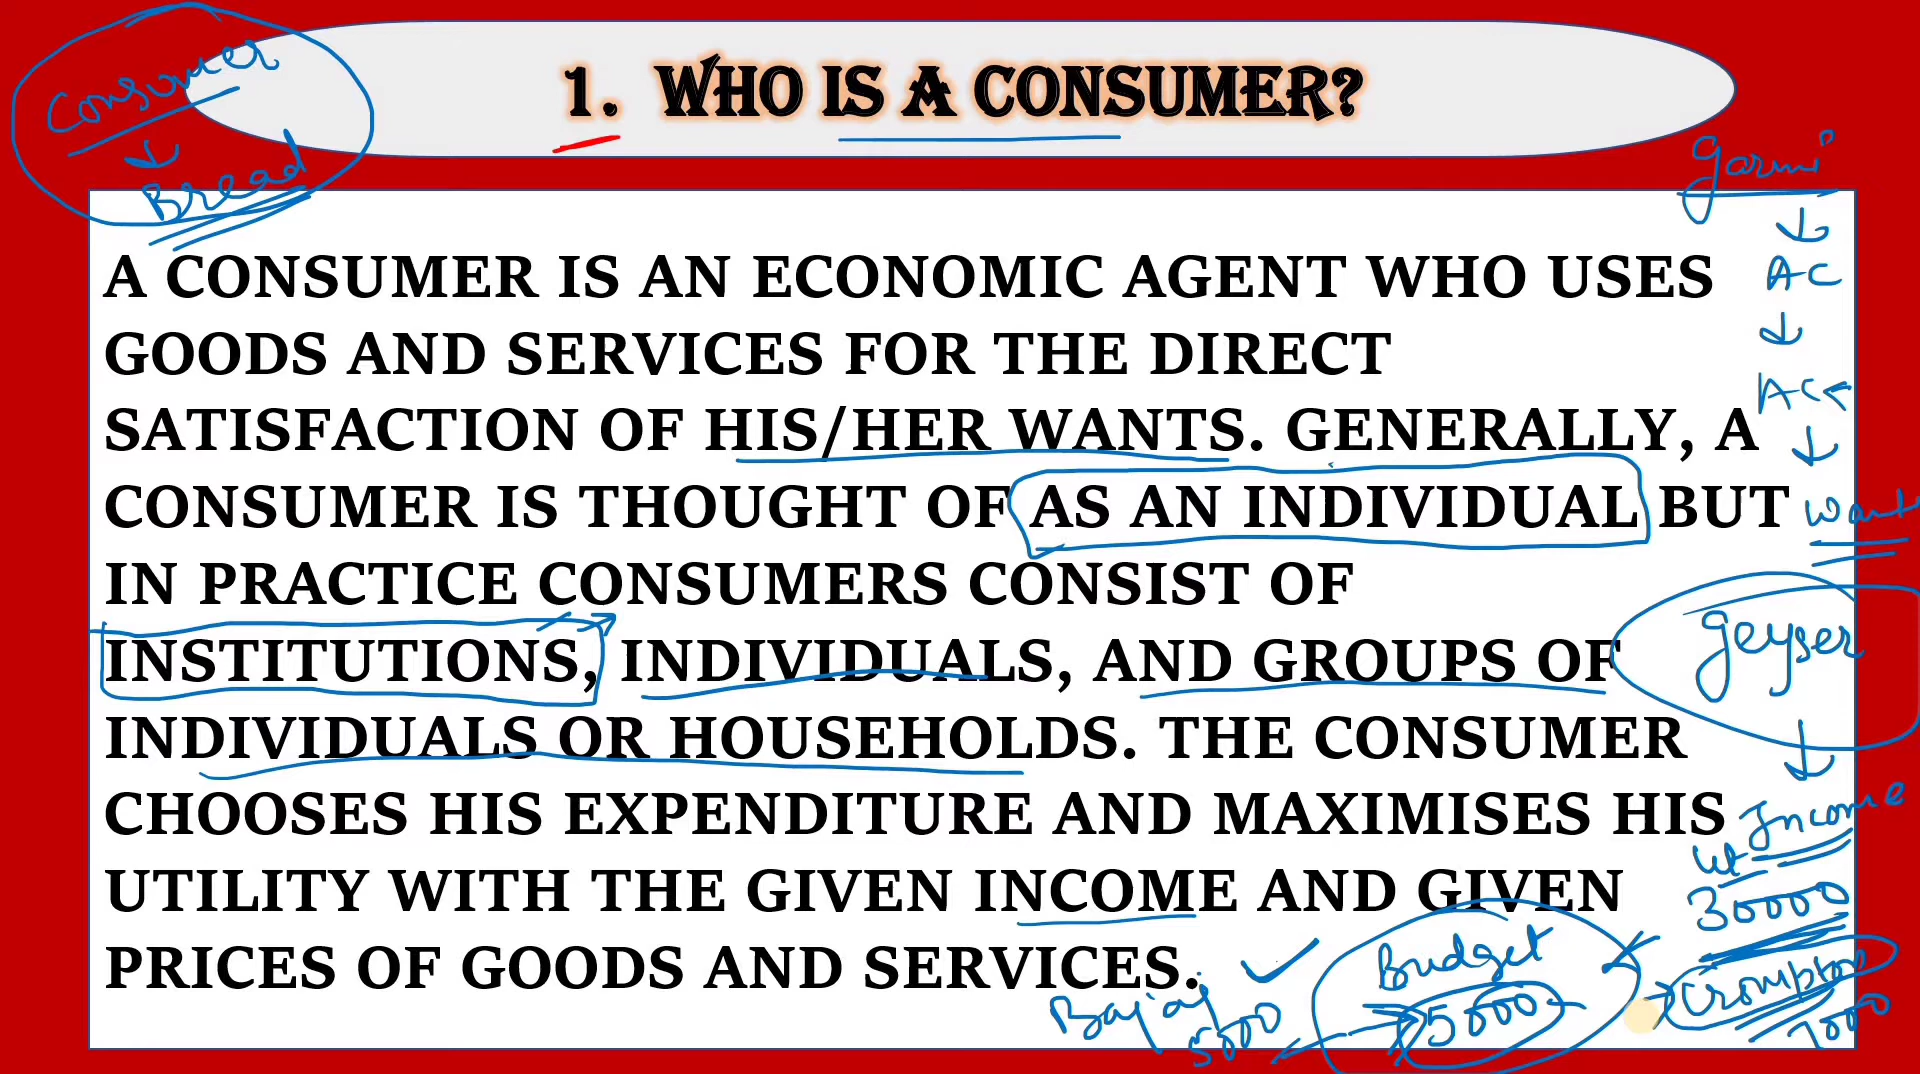 Consumer
Bread
1. WHO IS A CONSUMER?
Garmi
AC
AC
Want
Geyser
Income
let
30000
A CONSUMER IS AN ECONOMIC AGENT WHO USES
GOODS AND SERVICES FOR THE DIRECT
SATISFACTION OF HIS/HER WANTS. GENERALLY, A
CONSUMER IS THOUGHT OF AS AN INDIVIDUAL BUT
IN PRACTICE CONSUMERS CONSIST OF
INSTITUTIONS, INDIVIDUALS, AND GROUPS OF
INDIVIDUALS OR HOUSEHOLDS. THE CONSUMER
CHOOSES HIS EXPENDITURE AND MAXIMISES HIS
UTILITY WITH THE GIVEN INCOME AND GIVEN
PRICES OF GOODS AND SERVICES.
Budget
5000
Bajaj
5000
Crompton
7000